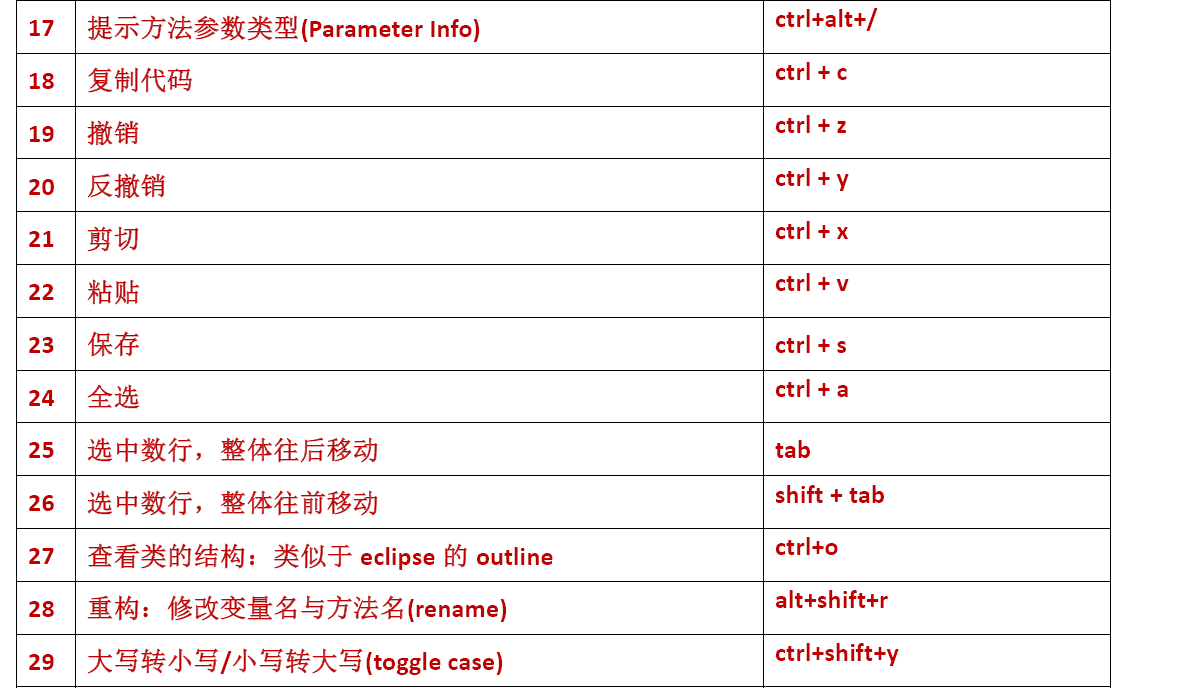 17 提示方法参数类型(Parameter Info) ctrl+alt+/
18 复制代码 ctrl + c
19 撤销 ctrl + z
20 反撤销 ctrl + y
21 剪切 ctrl + x
22 粘贴 ctrl + v
23 保存 ctrl + s
24 全选 ctrl + a
25 选中数行，整体往后移动 tab
26 选中数行，整体往前移动 shift + tab
27 查看类的结构：类似于 eclipse 的 outline ctrl+o
28 重构：修改变量名与方法名(rename) alt+shift+r
29 大写转小写/小写转大写(toggle case) ctrl+shift+y